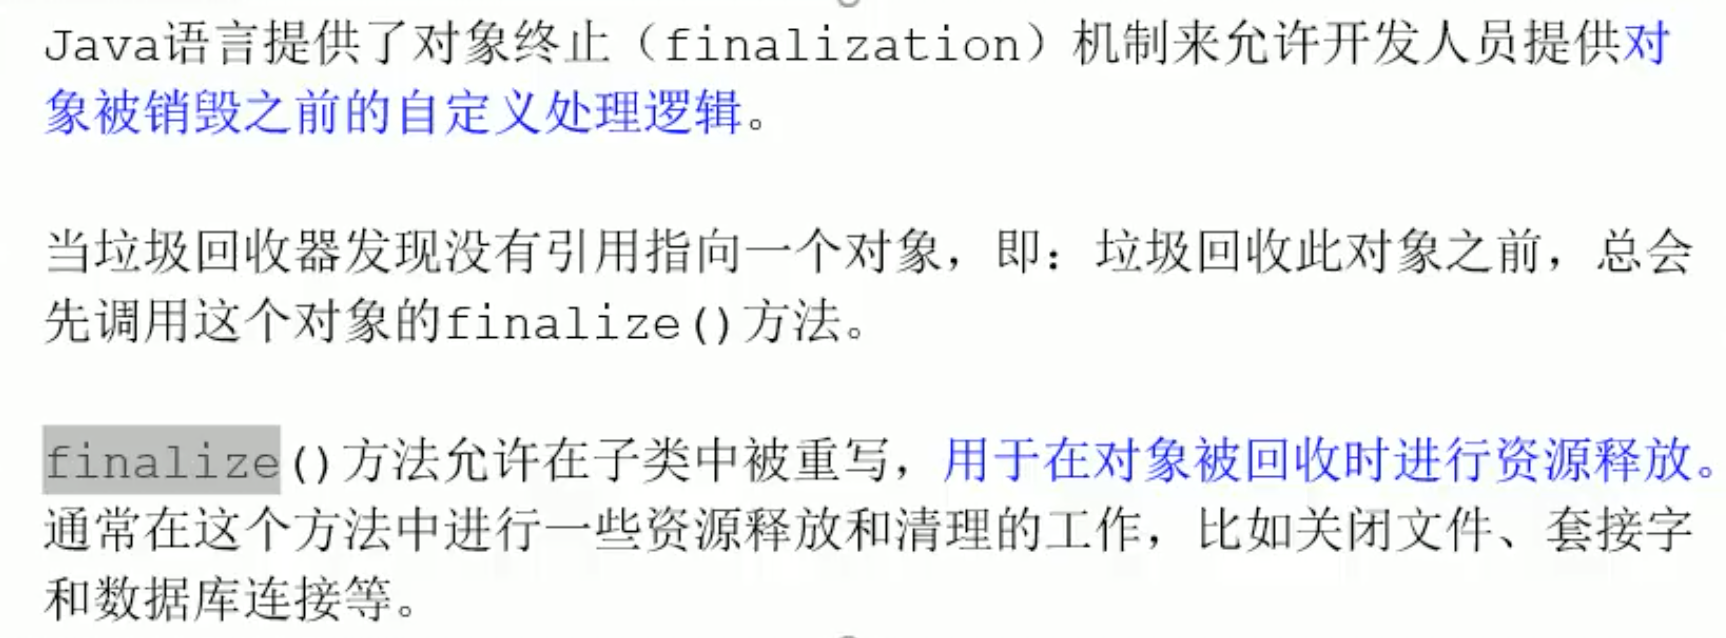 Java语言提供了对象终止（finalization）机制来允许开发人员提供对
象被销毁之前的自定义处理逻辑。
当垃圾回收器发现没有引用指向一个对象，即：垃圾回收此对象之前，总会
先调用这个对象的finalize()方法。
finalize()方法允许在子类中被重写，用于在对象被回收时进行资源释放。
通常在这个方法中进行一些资源释放和清理的工作，比如关闭文件、套接字
和数据库连接等。